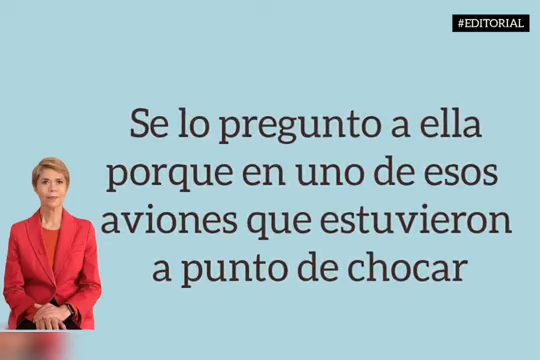 #EDITORIAL
Se lo pregunto a ella
porque en uno de esos
aviones que estuvieron
a punto de chocar